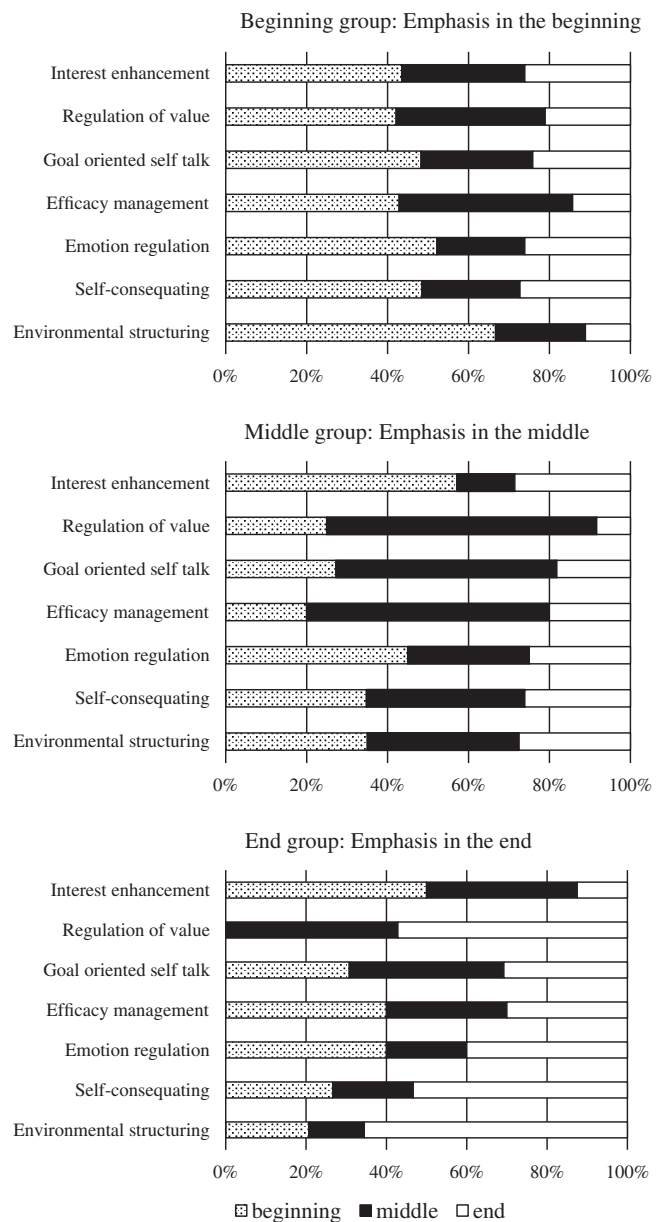 Beginning group: Emphasis in the beginning
Interest enhancement
Regulation of value
Goal oriented self talk
Efficacy management
Emotion regulation
Self-consequating
Environmental structuring
0% 20% 40% 60% 80% 100%
Middle group: Emphasis in the middle
Interest enhancement
Regulation of value
Goal oriented self talk
Efficacy management
Emotion regulation
Self-consequating
Environmental structuring
0% 20% 40% 60% 80% 100%
End group: Emphasis in the end
Interest enhancement
Regulation of value
Goal oriented self talk
Efficacy management
Emotion regulation
Self-consequating
Environmental structuring
0% 20% 40% 60% 80% 100%
beginning middle end